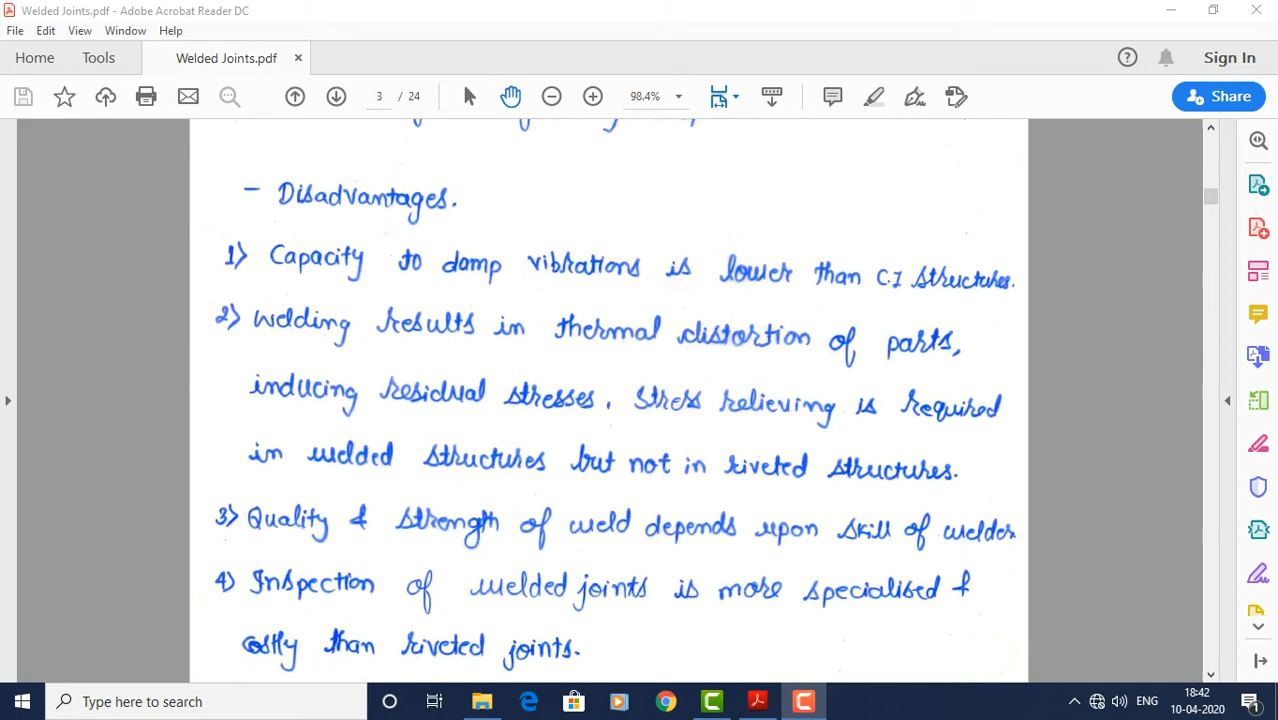 Welded Joints.pdf - Adobe Acrobat Reader DC
File Edit View Window Help
Home Tools Welded Joints.pdf × Sign In
3 / 24 98.4% Share
- Disadvantages.
1) Capacity to damp vibrations is lower than C.I structures.
2) Welding results in thermal distortion of parts,
inducing residual stresses. Stress relieving is required
in welded structures but not in riveted structures.
3) Quality & strength of weld depends upon skill of welder
4) Inspection of welded joints is more specialised &
costly than riveted joints.
Type here to search
ENG
18:42
10-04-2020
1